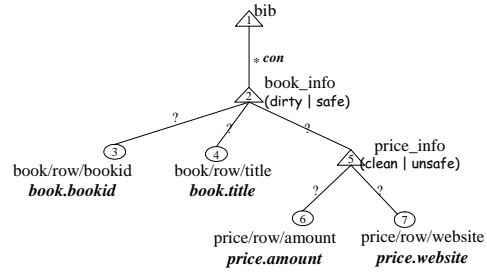 bib
1
* con
book_info
2
(dirty | safe)
?
?
?
price_info
3
4
5
(clean | unsafe)
book/row/bookid
book/row/title
book.bookid
book.title
?
?
6
7
price/row/amount
price/row/website
price.amount
price.website